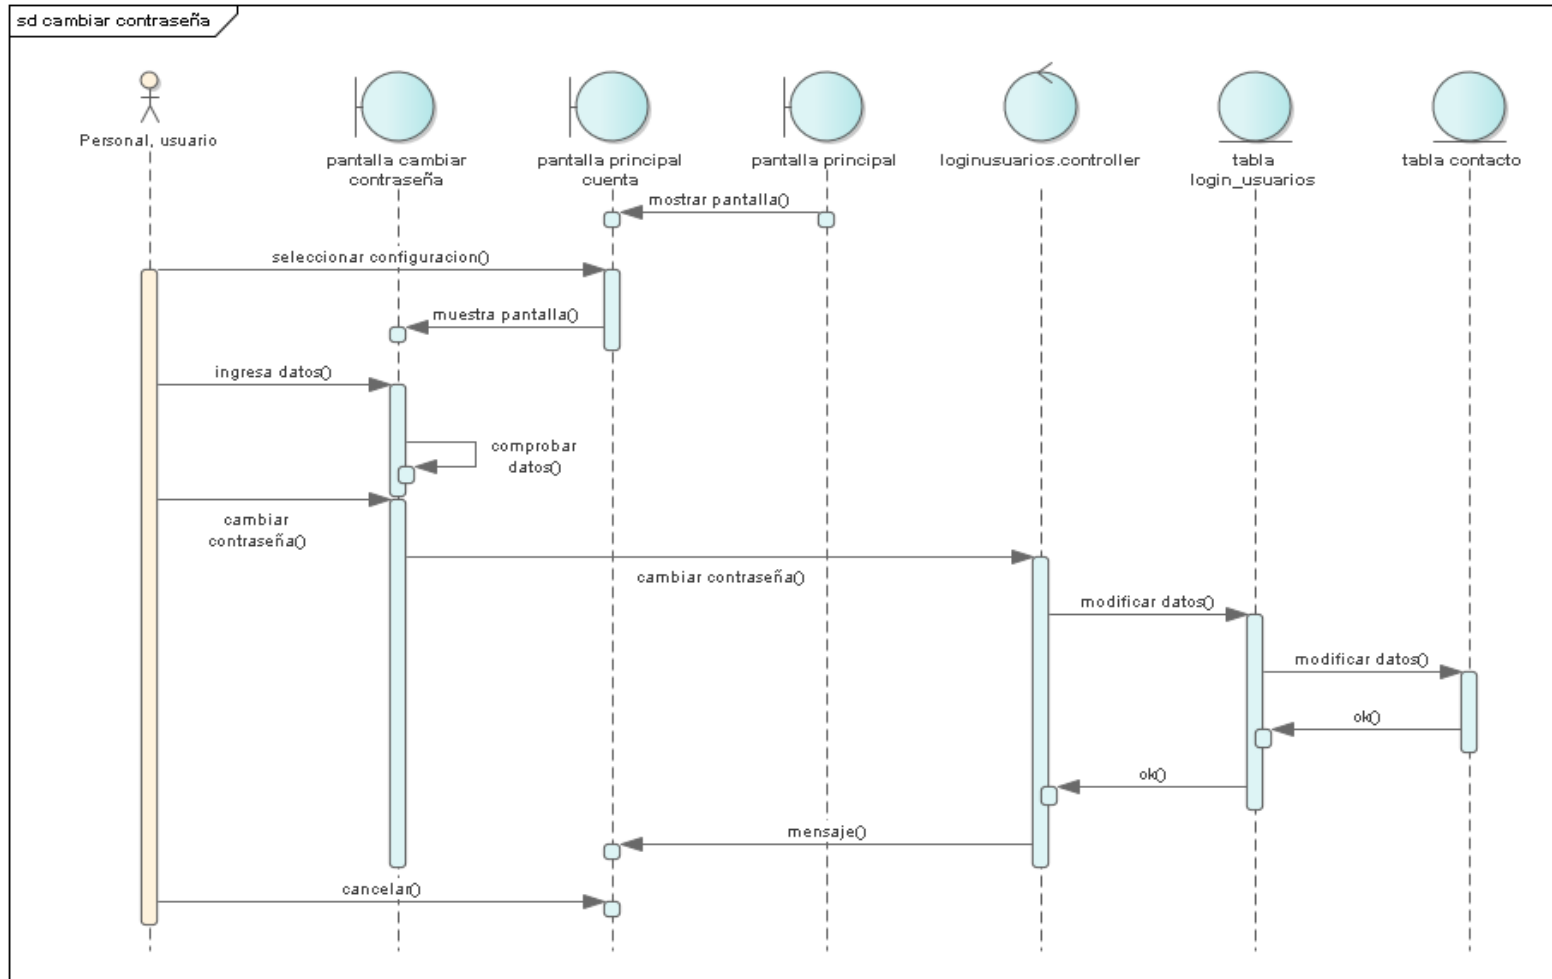 sd cambiar contraseña
Personal, usuario
pantalla cambiar
contraseña
pantalla principal
cuenta
pantalla principal
loginusuarios.controller
tabla
login_usuarios
tabla contacto
mostrar pantalla()
seleccionar configuracion()
muestra pantalla()
ingresa datos()
comprobar
datos()
cambiar
contraseña()
cambiar contraseña()
modificar datos()
modificar datos()
ok()
ok()
mensaje()
cancelar()